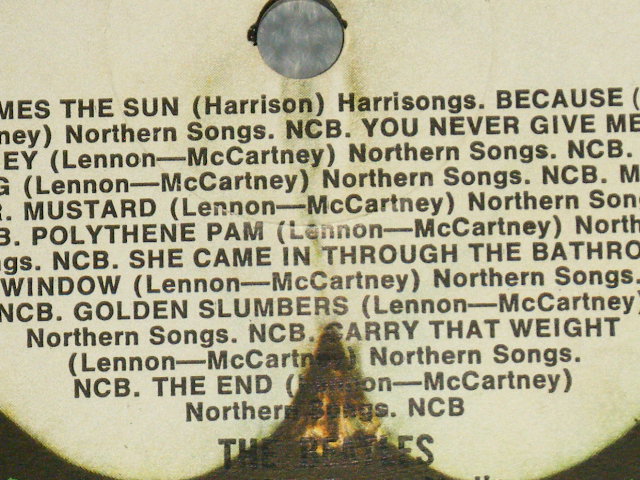 MES THE SUN (Harrison) Harrisongs. BECAUSE (
ney) Northern Songs. NCB. YOU NEVER GIVE ME
EY (Lennon—McCartney) Northern Songs. NCB.
G (Lennon—McCartney) Northern Songs. NCB. M
R. MUSTARD (Lennon—McCartney) Northern Son
B. POLYTHENE PAM (Lennon—McCartney) North
gs. NCB. SHE CAME IN THROUGH THE BATHRO
WINDOW (Lennon—McCartney) Northern Songs.
NCB. GOLDEN SLUMBERS (Lennon—McCartney)
Northern Songs. NCB. CARRY THAT WEIGHT
(Lennon—McCartney) Northern Songs.
NCB. THE END (Lennon—McCartney)
Northern Songs. NCB
THE BEATLES